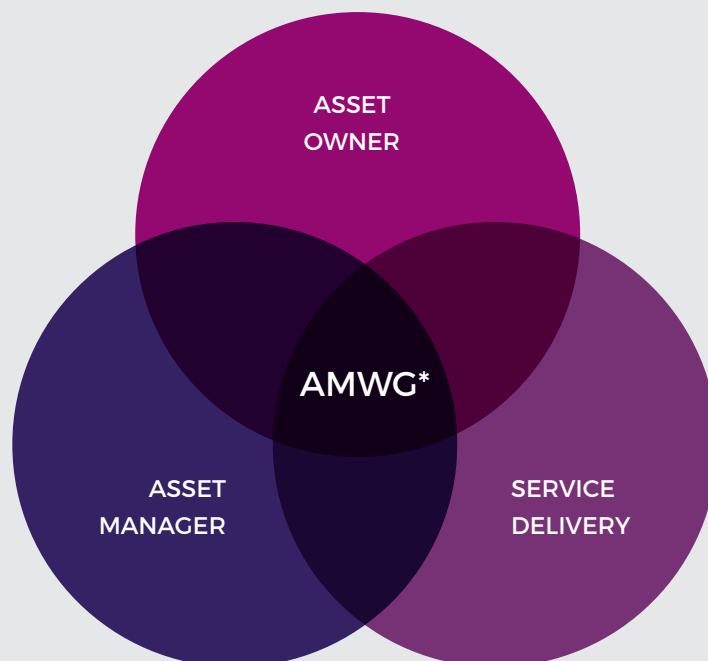 ASSET
OWNER
AMWG*
ASSET
MANAGER
SERVICE
DELIVERY